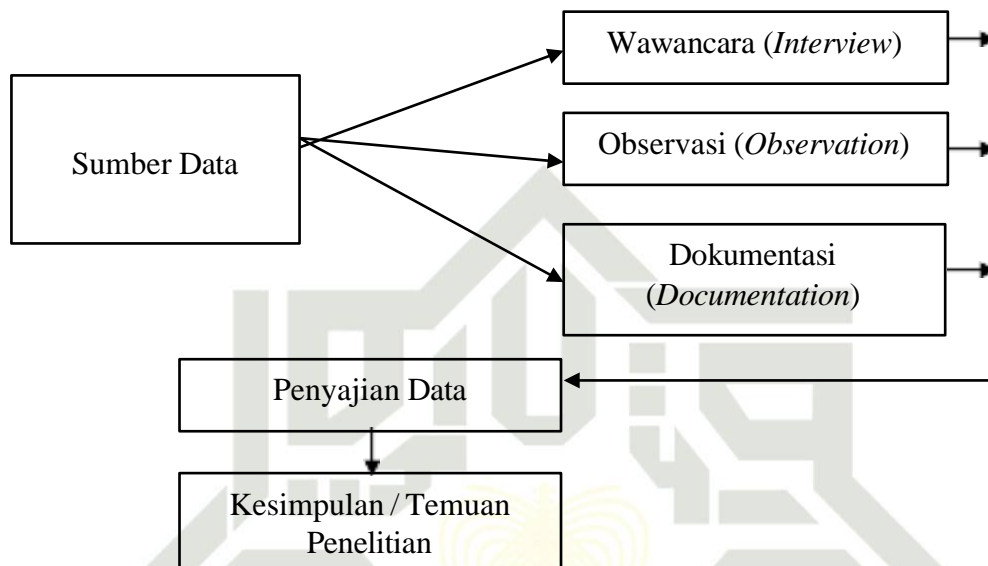 Wawancara (Interview)
Sumber Data
Observasi (Observation)
Dokumentasi
(Documentation)
Penyajian Data
Kesimpulan / Temuan
Penelitian